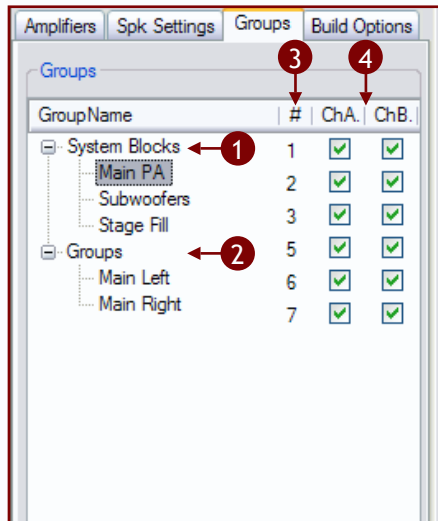 Amplifiers Spk Settings Groups Build Options
3 4
Groups
GroupName # ChA. ChB.
System Blocks 1 1
Main PA 2
Subwoofers
Stage Fill 3
Groups 2 5
Main Left 6
Main Right 7